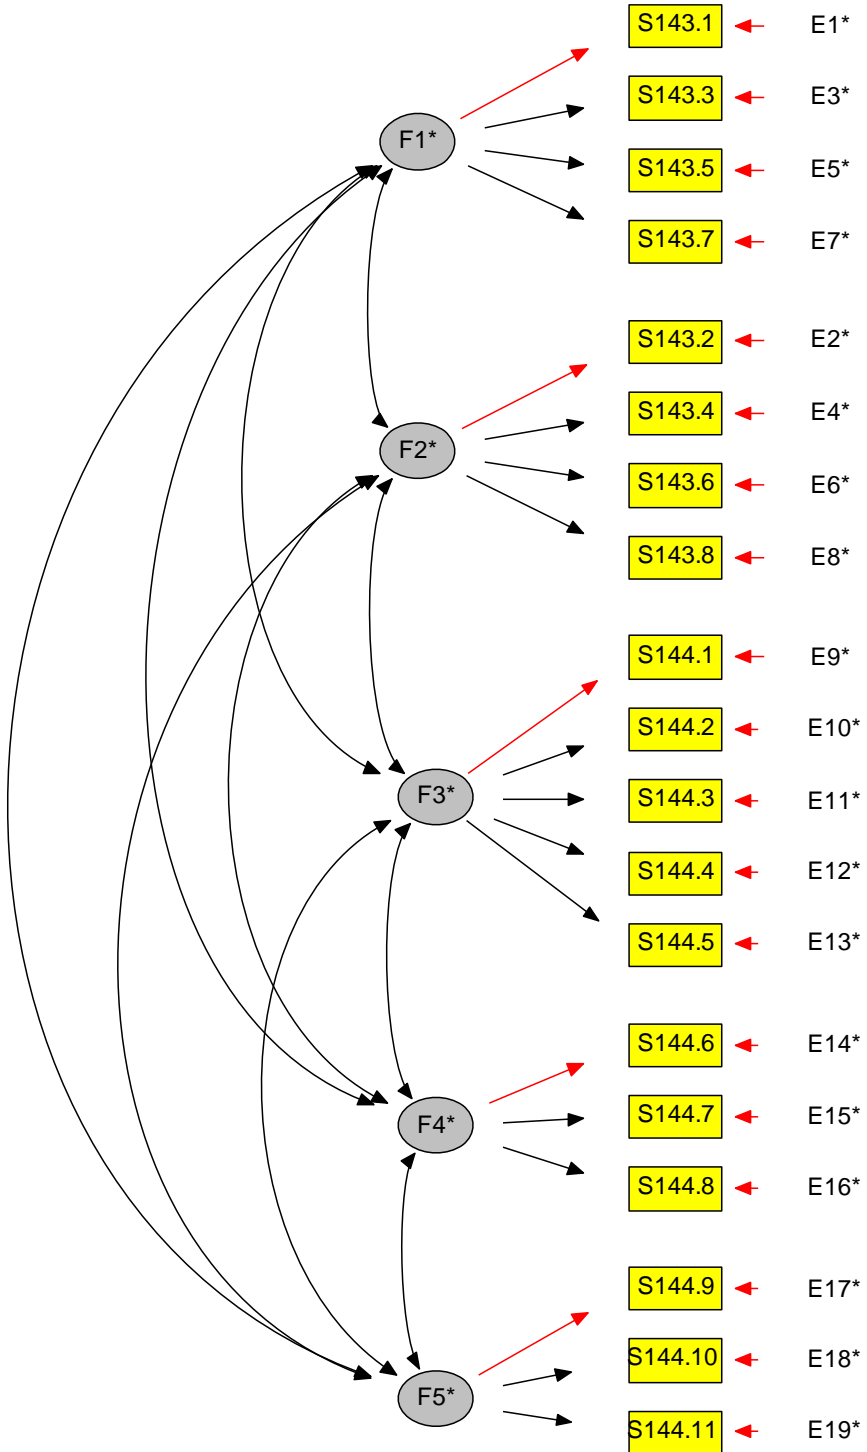 S143.1 E1*
S143.3 E3*
F1*
S143.5 E5*
S143.7 E7*
S143.2 E2*
S143.4 E4*
F2*
S143.6 E6*
S143.8 E8*
S144.1 E9*
S144.2 E10*
F3* S144.3 E11*
S144.4 E12*
S144.5 E13*
S144.6 E14*
F4* S144.7 E15*
S144.8 E16*
S144.9 E17*
S144.10 E18*
F5*
S144.11 E19*